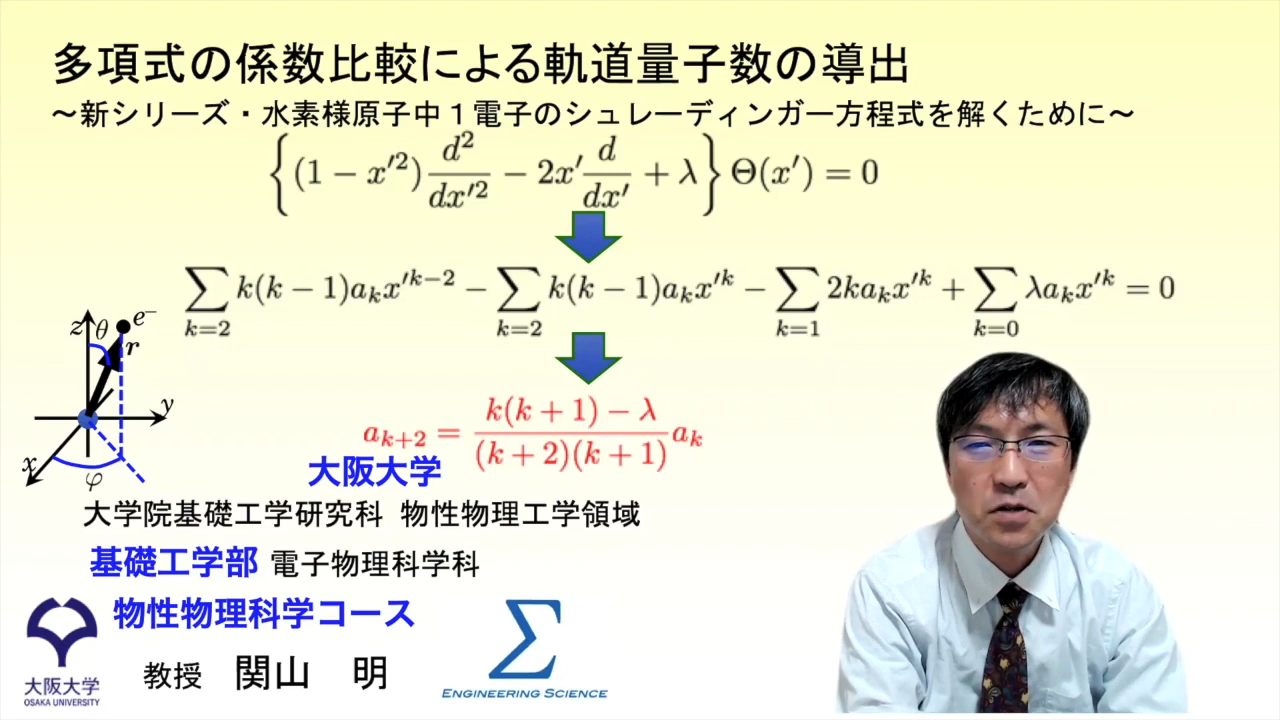 多項式の係数比較による軌道量子数の導出
～新シリーズ・水素様原子中１電子のシュレーディンガー方程式を解くために～
{(1 − x′²) d²/dx′² − 2x′ d/dx′ + λ} Θ(x′) = 0
∑_{k=2} k(k − 1)a_k x′^{k−2} − ∑_{k=2} k(k − 1)a_k x′^k − ∑_{k=1} 2ka_k x′^k + ∑_{k=0} λa_k x′^k = 0
z θ e⁻
r
y
x
φ
a_{k+2} = (k(k + 1) − λ)/((k + 2)(k + 1)) a_k
大阪大学
大学院基礎工学研究科 物性物理工学領域
基礎工学部 電子物理科学科
物性物理科学コース
教授 関山 明
大阪大学
OSAKA UNIVERSITY
Σ
ENGINEERING SCIENCE